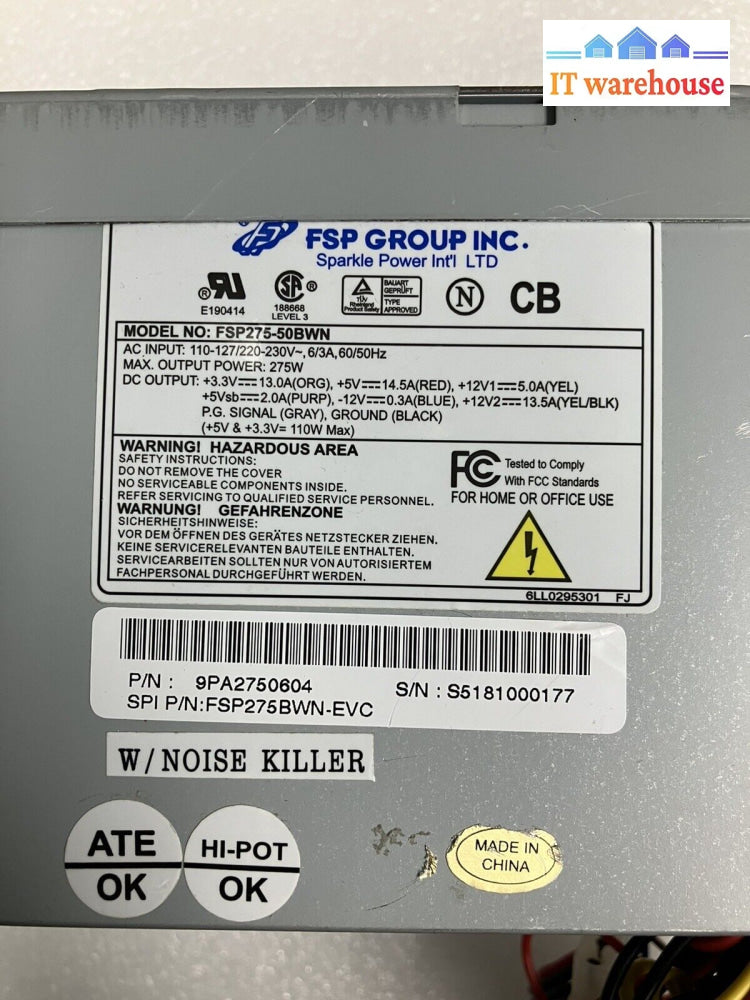 IT warehouse
FSP GROUP INC.
Sparkle Power Int'l LTD
E190414
188668
LEVEL 3
TÜV
Rheinland
Product Safety
BAUART
GEPRÜFT
TYPE
APPROVED
N
CB
MODEL NO: FSP275-50BWN
AC INPUT: 110-127/220-230V~, 6/3A, 60/50Hz
MAX. OUTPUT POWER: 275W
DC OUTPUT: +3.3V⎓13.0A(ORG), +5V⎓14.5A(RED), +12V1⎓5.0A(YEL)
+5Vsb⎓2.0A(PURP), -12V⎓0.3A(BLUE), +12V2⎓13.5A(YEL/BLK)
P.G. SIGNAL (GRAY), GROUND (BLACK)
(+5V & +3.3V= 110W Max)
WARNING! HAZARDOUS AREA
SAFETY INSTRUCTIONS:
DO NOT REMOVE THE COVER
NO SERVICEABLE COMPONENTS INSIDE.
REFER SERVICING TO QUALIFIED SERVICE PERSONNEL.
WARNUNG! GEFAHRENZONE
SICHERHEITSHINWEISE:
VOR DEM ÖFFNEN DES GERÄTES NETZSTECKER ZIEHEN.
KEINE SERVICERELEVANTEN BAUTEILE ENTHALTEN.
SERVICEARBEITEN SOLLTEN NUR VON AUTORISIERTEM
FACHPERSONAL DURCHGEFÜHRT WERDEN.
FC Tested to Comply
With FCC Standards
FOR HOME OR OFFICE USE
6LL0295301 FJ
P/N : 9PA2750604 S/N : S5181000177
SPI P/N:FSP275BWN-EVC
W/NOISE KILLER
ATE
OK
HI-POT
OK
MADE IN
CHINA